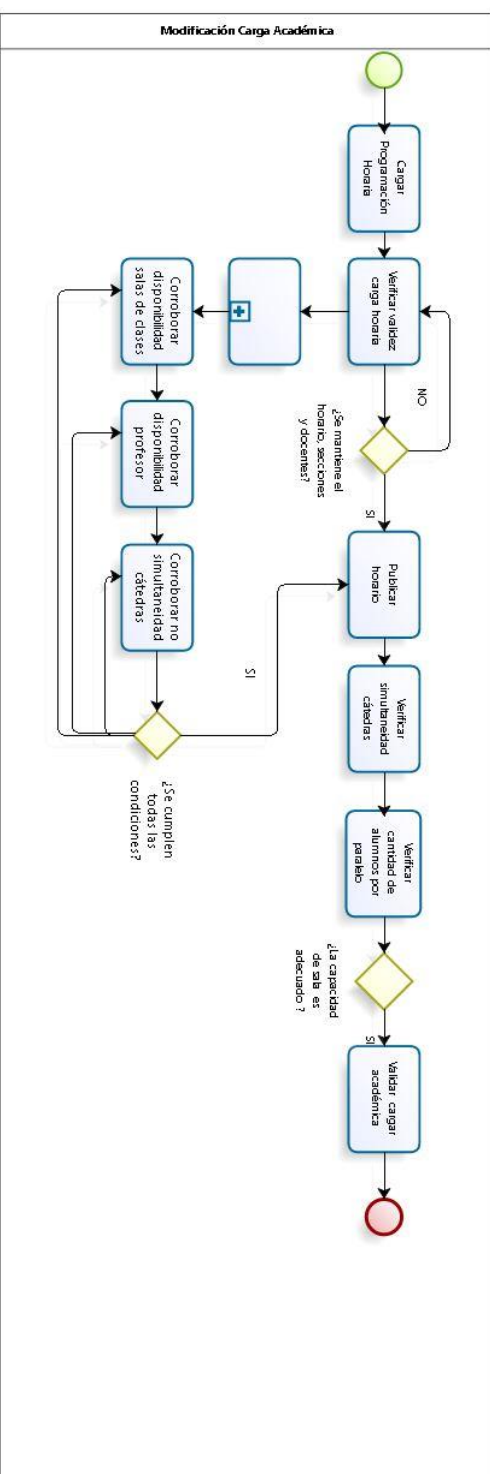 Modificación Carga Académica
Cargar
Programación
Horaria
Verificar validez
carga horaria
NO
¿Se mantiene el
horario, secciones
y docentes?
SI
Publicar
horario
Verificar
simultaneidad
cátedras
Verificar
cantidad de
alumnos por
paralelo
¿La capacidad
de sala es
adecuado ?
SI
Validar cargar
académica
Corroborar
disponibilidad
salas de clases
Corroborar
disponibilidad
profesor
Corroborar no
simultaneidad
cátedras
SI
¿Se cumplen
todas las
condiciones?